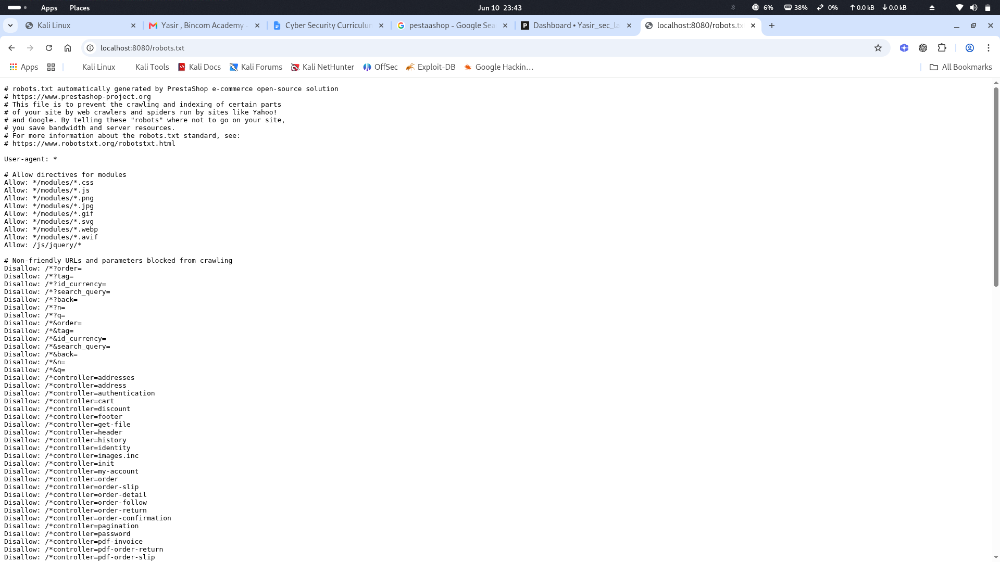 Apps Places Jun 10 23:43 6% 38% 0% 0.0 kB 0.0 kB
Kali Linux Yasir , Bincom Academy - Cyber Security Curriculum pestaashop - Google Sea Dashboard • Yasir_sec_la localhost:8080/robots.tx
localhost:8080/robots.txt
Apps Kali Linux Kali Tools Kali Docs Kali Forums Kali NetHunter OffSec Exploit-DB Google Hackin… All Bookmarks
# robots.txt automatically generated by PrestaShop e-commerce open-source solution
# https://www.prestashop-project.org
# This file is to prevent the crawling and indexing of certain parts
# of your site by web crawlers and spiders run by sites like Yahoo!
# and Google. By telling these "robots" where not to go on your site,
# you save bandwidth and server resources.
# For more information about the robots.txt standard, see:
# https://www.robotstxt.org/robotstxt.html
User-agent: *
# Allow directives for modules
Allow: */modules/*.css
Allow: */modules/*.js
Allow: */modules/*.png
Allow: */modules/*.jpg
Allow: */modules/*.gif
Allow: */modules/*.svg
Allow: */modules/*.webp
Allow: */modules/*.avif
Allow: /js/jquery/*
# Non-friendly URLs and parameters blocked from crawling
Disallow: /*?order=
Disallow: /*?tag=
Disallow: /*?id_currency=
Disallow: /*?search_query=
Disallow: /*?back=
Disallow: /*?n=
Disallow: /*?q=
Disallow: /*&order=
Disallow: /*&tag=
Disallow: /*&id_currency=
Disallow: /*&search_query=
Disallow: /*&back=
Disallow: /*&n=
Disallow: /*&q=
Disallow: /*controller=addresses
Disallow: /*controller=address
Disallow: /*controller=authentication
Disallow: /*controller=cart
Disallow: /*controller=discount
Disallow: /*controller=footer
Disallow: /*controller=get-file
Disallow: /*controller=header
Disallow: /*controller=history
Disallow: /*controller=identity
Disallow: /*controller=images.inc
Disallow: /*controller=init
Disallow: /*controller=my-account
Disallow: /*controller=order
Disallow: /*controller=order-slip
Disallow: /*controller=order-detail
Disallow: /*controller=order-follow
Disallow: /*controller=order-return
Disallow: /*controller=order-confirmation
Disallow: /*controller=pagination
Disallow: /*controller=password
Disallow: /*controller=pdf-invoice
Disallow: /*controller=pdf-order-return
Disallow: /*controller=pdf-order-slip